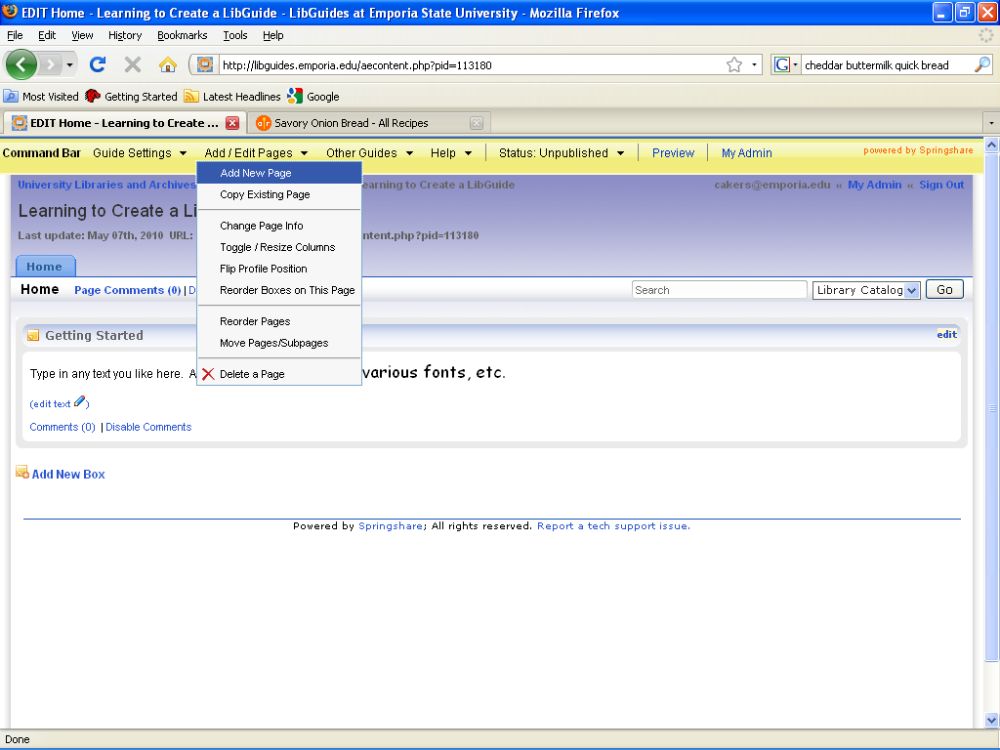 EDIT Home - Learning to Create a LibGuide - LibGuides at Emporia State University - Mozilla Firefox
File Edit View History Bookmarks Tools Help
http://libguides.emporia.edu/aecontent.php?pid=113180 G cheddar buttermilk quick bread
Most Visited Getting Started Latest Headlines Google
EDIT Home - Learning to Create ... Savory Onion Bread - All Recipes
Command Bar Guide Settings Add / Edit Pages Other Guides Help Status: Unpublished Preview My Admin powered by Springshare
Add New Page
Copy Existing Page
Change Page Info
Toggle / Resize Columns
Flip Profile Position
Reorder Boxes on This Page
Reorder Pages
Move Pages/Subpages
Delete a Page
University Libraries and Archives earning to Create a LibGuide cakers@emporia.edu « My Admin « Sign Out
Learning to Create a Li
Last update: May 07th, 2010 URL: ntent.php?pid=113180
Home
Home Page Comments (0) | D Search Library Catalog Go
Getting Started edit
Type in any text you like here. A various fonts, etc.
(edit text )
Comments (0) | Disable Comments
Add New Box
Powered by Springshare; All rights reserved. Report a tech support issue.
Done